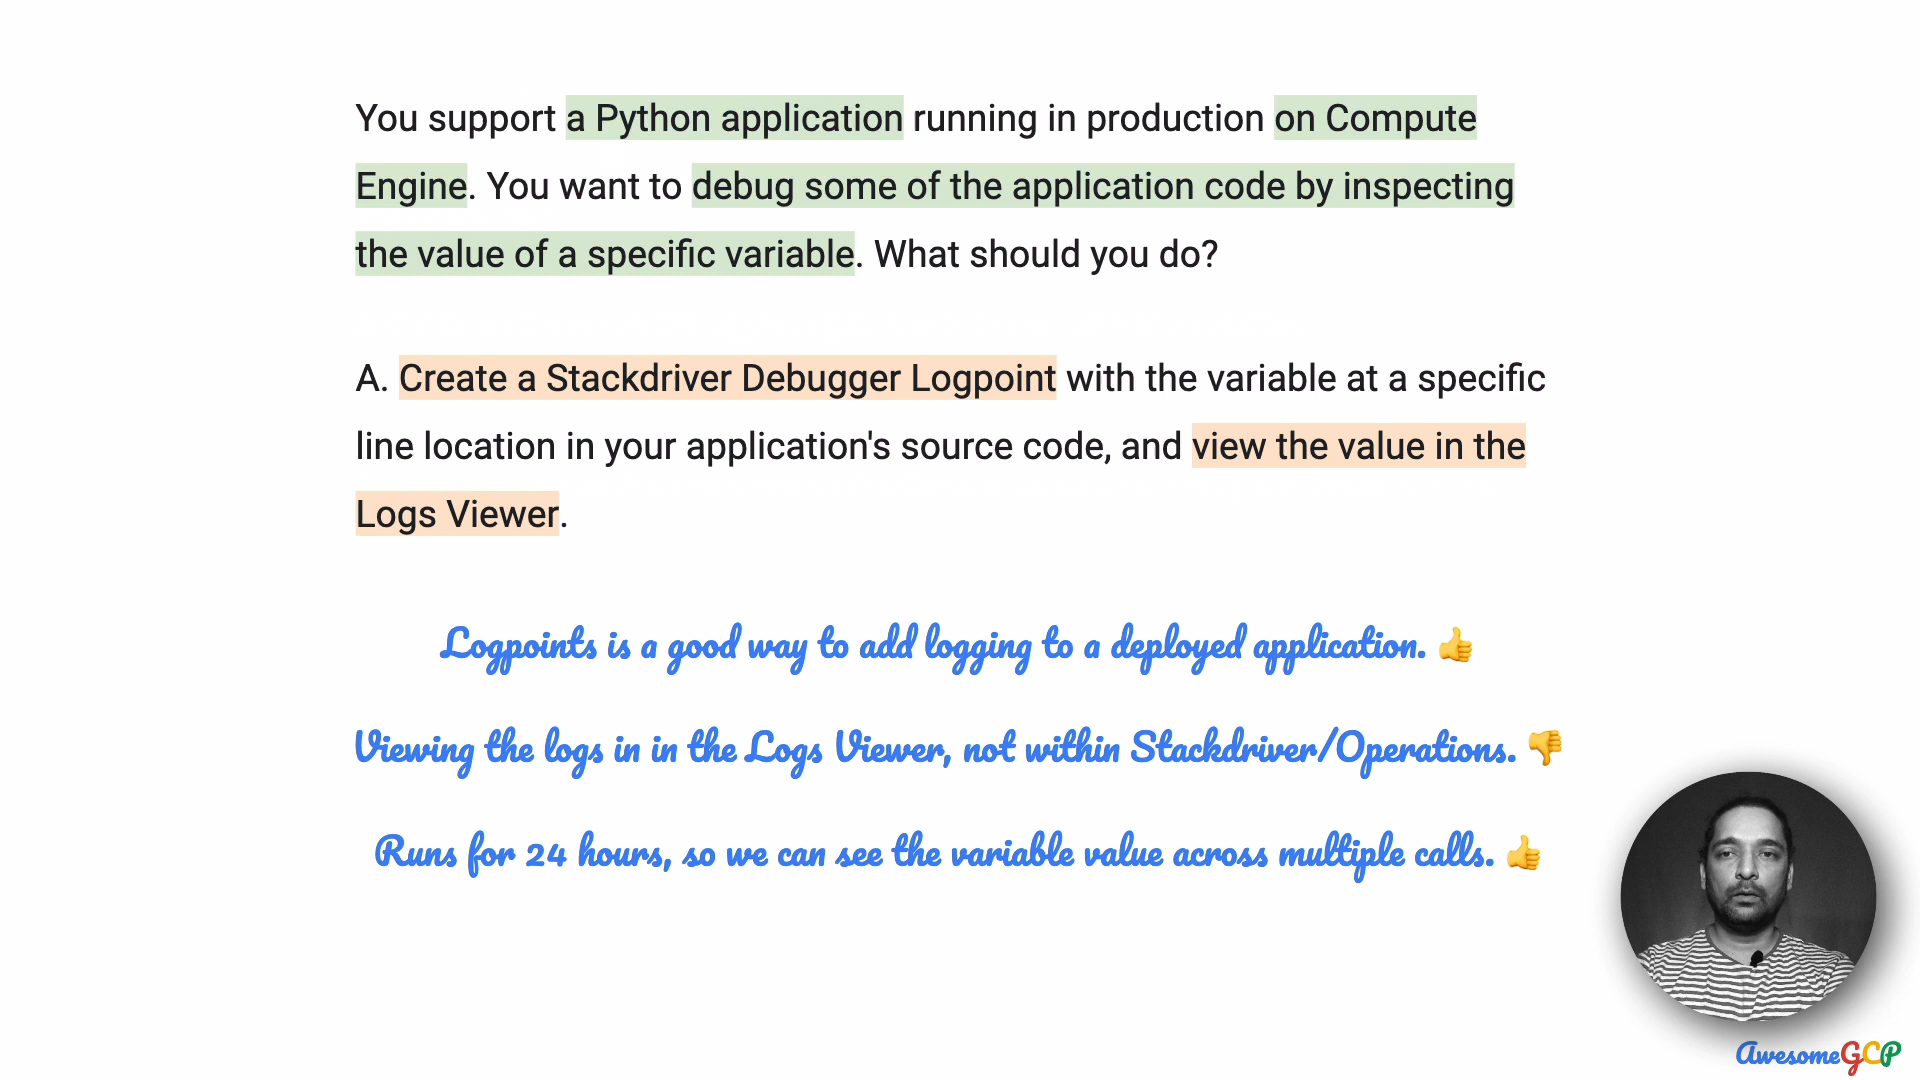 You support a Python application running in production on Compute
Engine. You want to debug some of the application code by inspecting
the value of a specific variable. What should you do?
A. Create a Stackdriver Debugger Logpoint with the variable at a specific
line location in your application's source code, and view the value in the
Logs Viewer.
Logpoints is a good way to add logging to a deployed application. 👍
Viewing the logs in in the Logs Viewer, not within Stackdriver/Operations. 👎
Runs for 24 hours, so we can see the variable value across multiple calls. 👍
AwesomeGCP